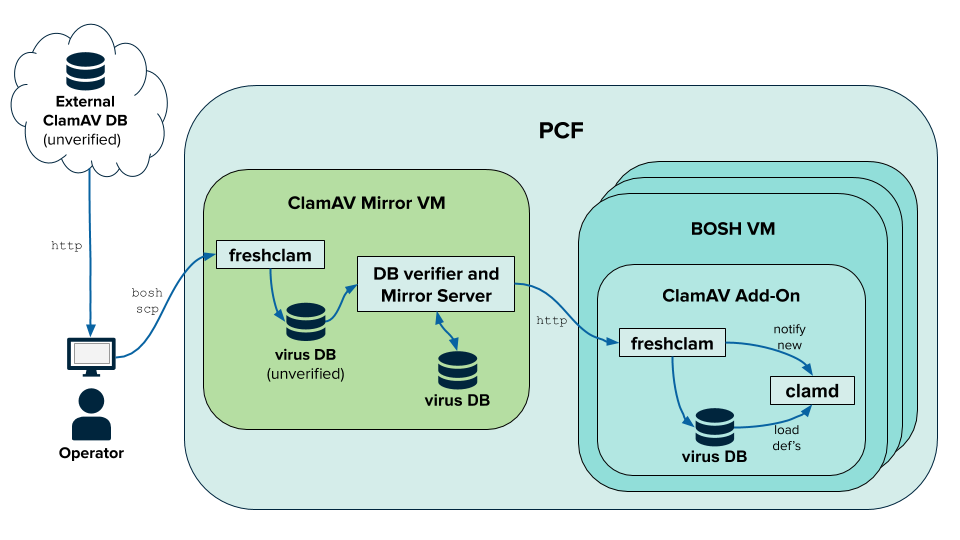 External
ClamAV DB
(unverified)
http
bosh
scp
Operator
PCF
ClamAV Mirror VM
freshclam
virus DB
(unverified)
DB verifier and
Mirror Server
virus DB
http
BOSH VM
ClamAV Add-On
freshclam
notify
new
clamd
virus DB
load
def's